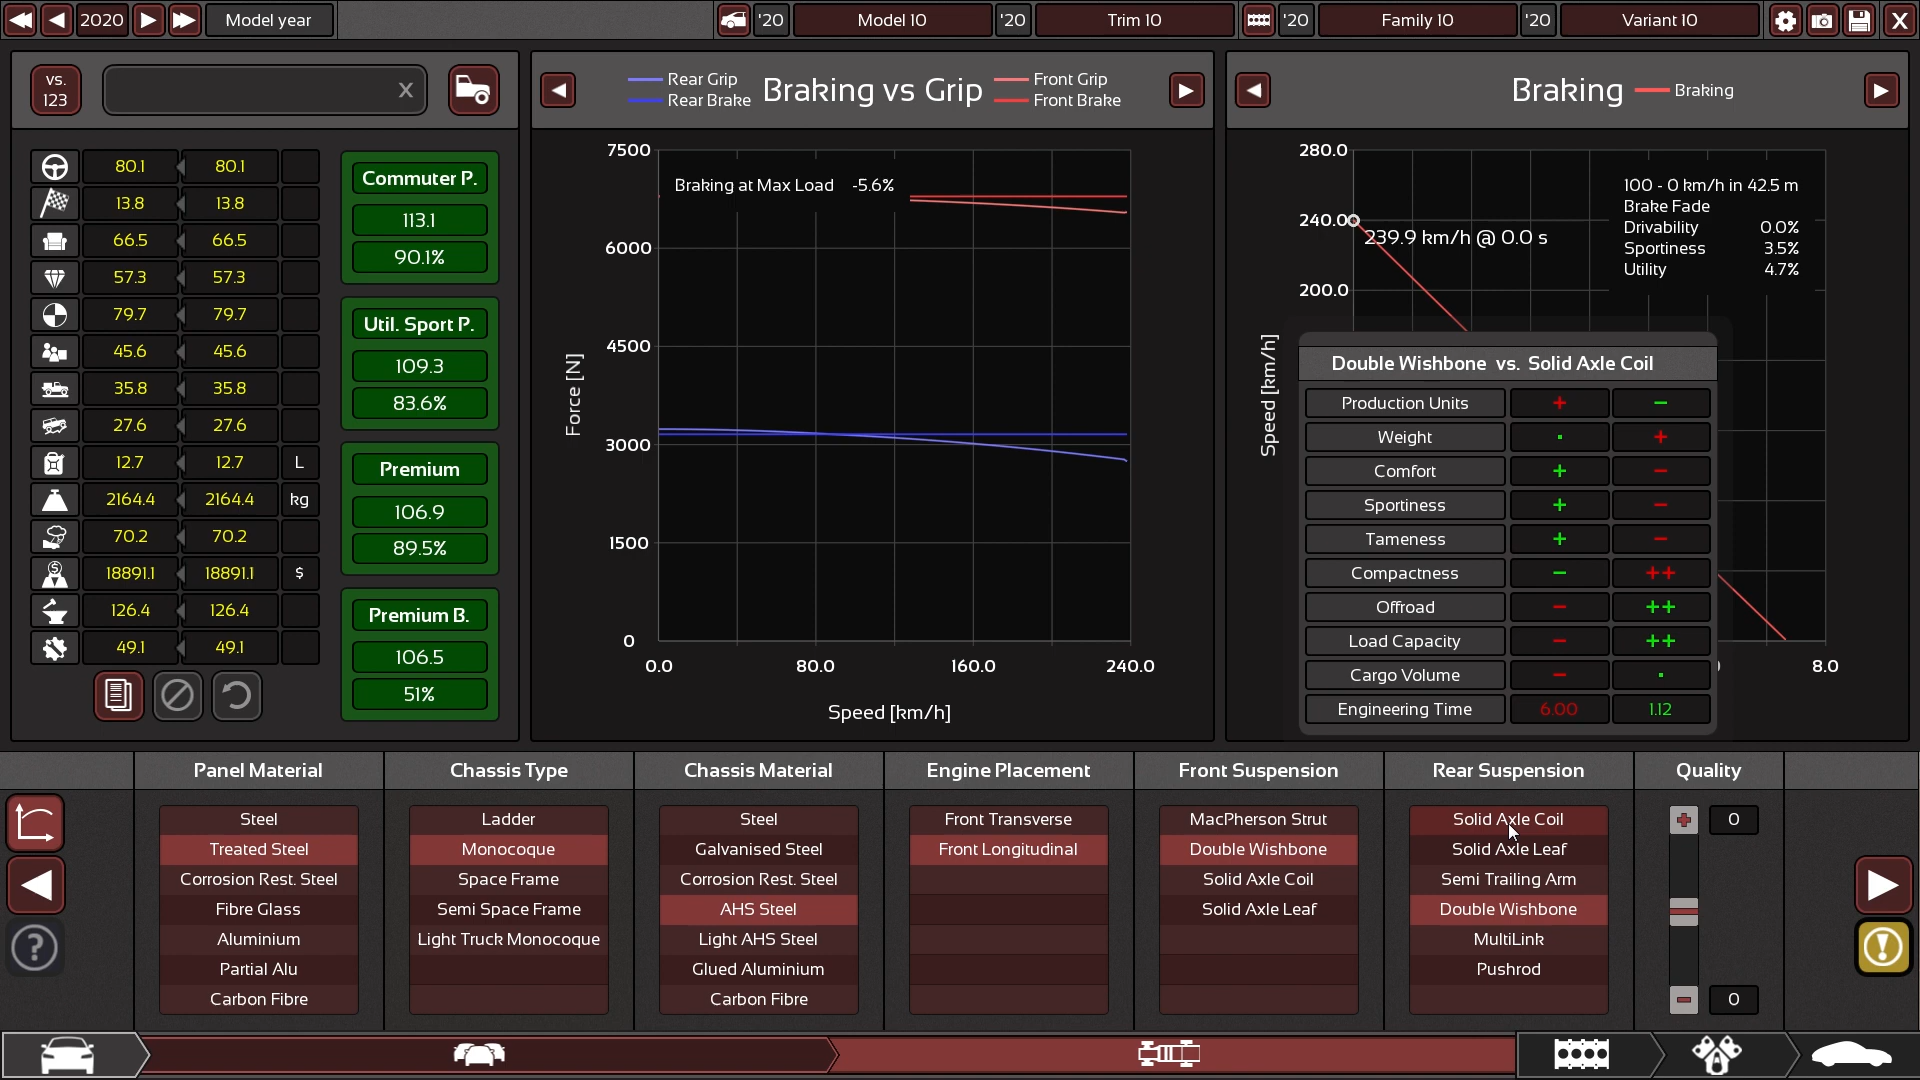 2020
Model year
'20
Model 10
'20
Trim 10
'20
Family 10
'20
Variant 10
X
vs.
123
x
80.1 80.1
13.8 13.8
66.5 66.5
57.3 57.3
79.7 79.7
45.6 45.6
35.8 35.8
27.6 27.6
12.7 12.7 L
2164.4 2164.4 kg
70.2 70.2
18891.1 18891.1 $
126.4 126.4
49.1 49.1
Commuter P.
113.1
90.1%
Util. Sport P.
109.3
83.6%
Premium
106.9
89.5%
Premium B.
106.5
51%
Rear Grip
Rear Brake
Braking vs Grip
Front Grip
Front Brake
7500
6000
4500
3000
1500
0
Braking at Max Load -5.6%
Force [N]
0.0 80.0 160.0 240.0
Speed [km/h]
Braking
Braking
280.0
240.0
200.0
239.9 km/h @ 0.0 s
100 - 0 km/h in 42.5 m
Brake Fade
Drivability 0.0%
Sportiness 3.5%
Utility 4.7%
Speed [km/h]
8.0
Double Wishbone vs. Solid Axle Coil
Production Units + −
Weight · +
Comfort + −
Sportiness + −
Tameness + −
Compactness − ++
Offroad − ++
Load Capacity − ++
Cargo Volume − ·
Engineering Time 6.00 1.12
Panel Material
Steel
Treated Steel
Corrosion Rest. Steel
Fibre Glass
Aluminium
Partial Alu
Carbon Fibre
Chassis Type
Ladder
Monocoque
Space Frame
Semi Space Frame
Light Truck Monocoque
Chassis Material
Steel
Galvanised Steel
Corrosion Rest. Steel
AHS Steel
Light AHS Steel
Glued Aluminium
Carbon Fibre
Engine Placement
Front Transverse
Front Longitudinal
Front Suspension
MacPherson Strut
Double Wishbone
Solid Axle Coil
Solid Axle Leaf
Rear Suspension
Solid Axle Coil
Solid Axle Leaf
Semi Trailing Arm
Double Wishbone
MultiLink
Pushrod
Quality
0
0